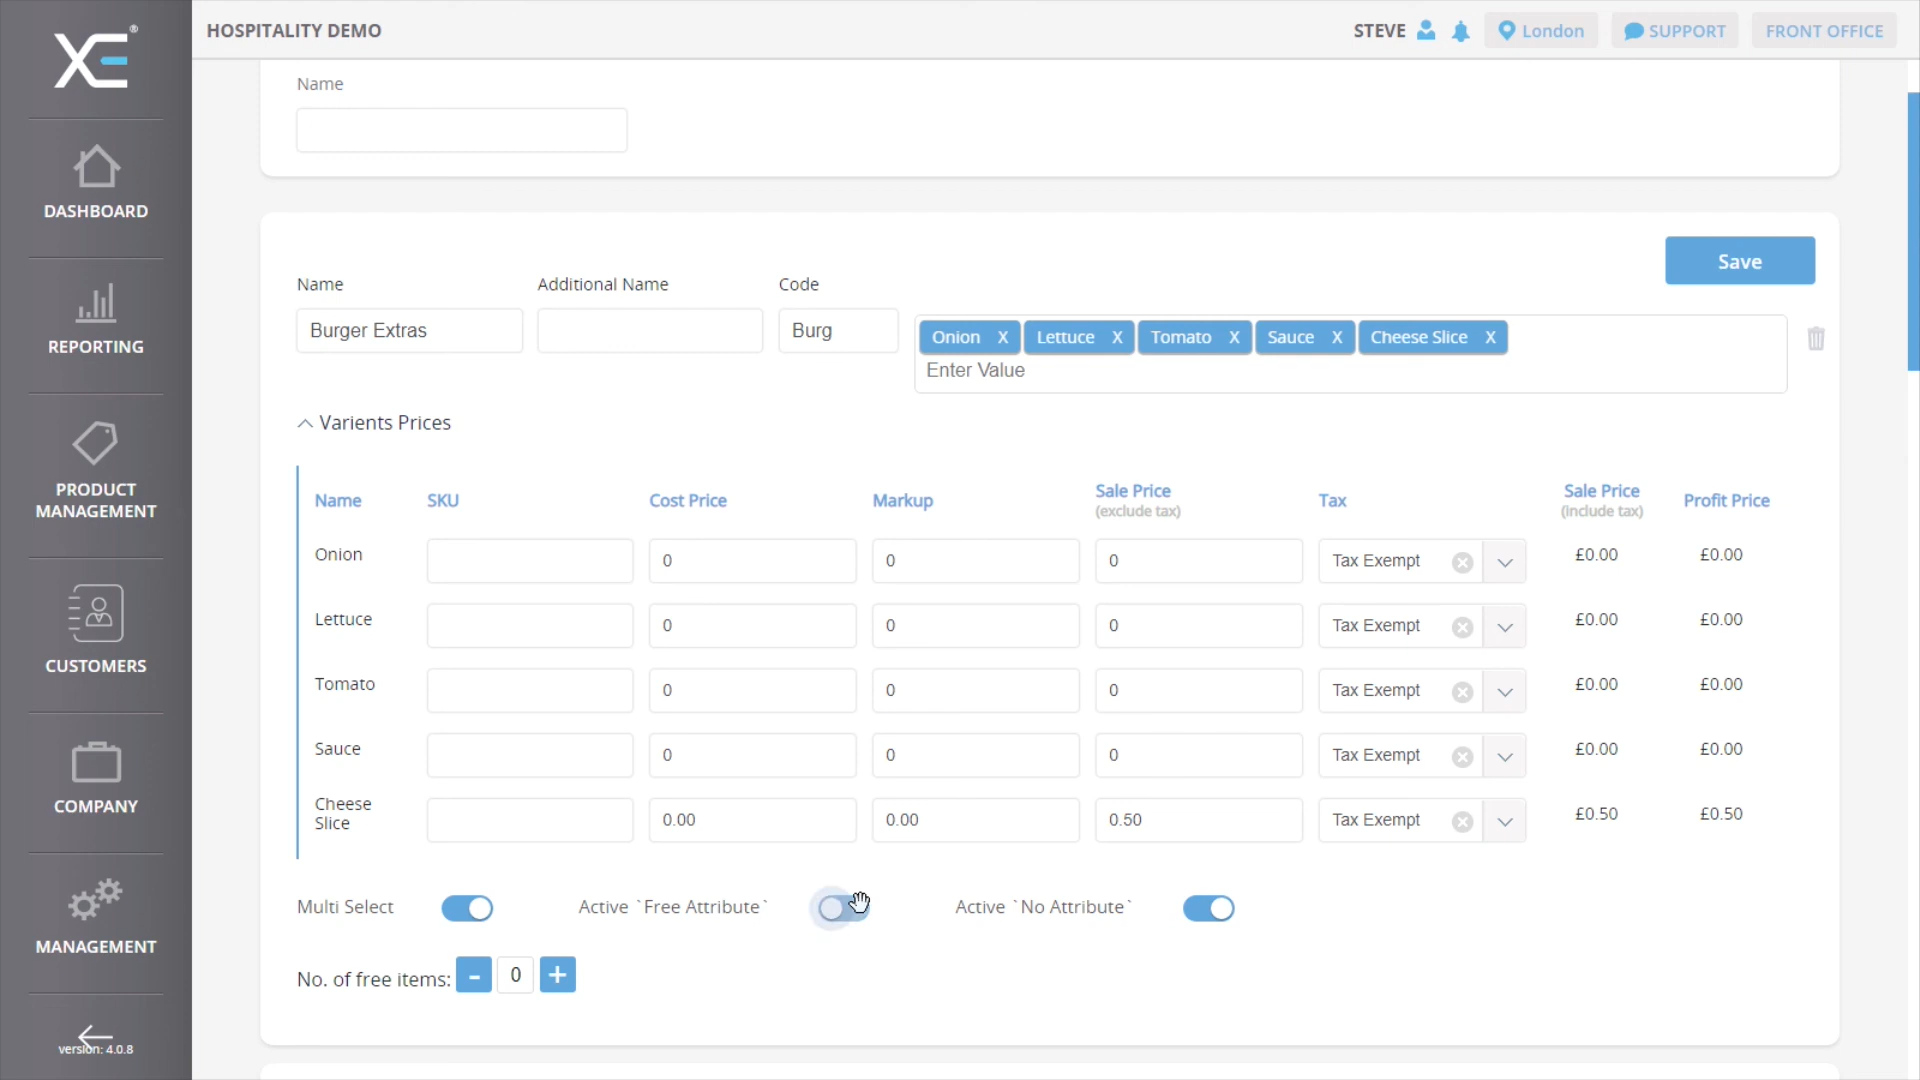 XE®
HOSPITALITY DEMO
STEVE
London
SUPPORT
FRONT OFFICE
DASHBOARD
REPORTING
PRODUCT
MANAGEMENT
CUSTOMERS
COMPANY
MANAGEMENT
version: 4.0.8
Name
Save
Name Additional Name Code
Burger Extras Burg Onion X Lettuce X Tomato X Sauce X Cheese Slice X
Enter Value
Varients Prices
Name SKU Cost Price Markup Sale Price (exclude tax) Tax Sale Price (include tax) Profit Price
Onion 0 0 0 Tax Exempt £0.00 £0.00
Lettuce 0 0 0 Tax Exempt £0.00 £0.00
Tomato 0 0 0 Tax Exempt £0.00 £0.00
Sauce 0 0 0 Tax Exempt £0.00 £0.00
Cheese Slice 0.00 0.00 0.50 Tax Exempt £0.50 £0.50
Multi Select Active `Free Attribute` Active `No Attribute`
No. of free items: - 0 +